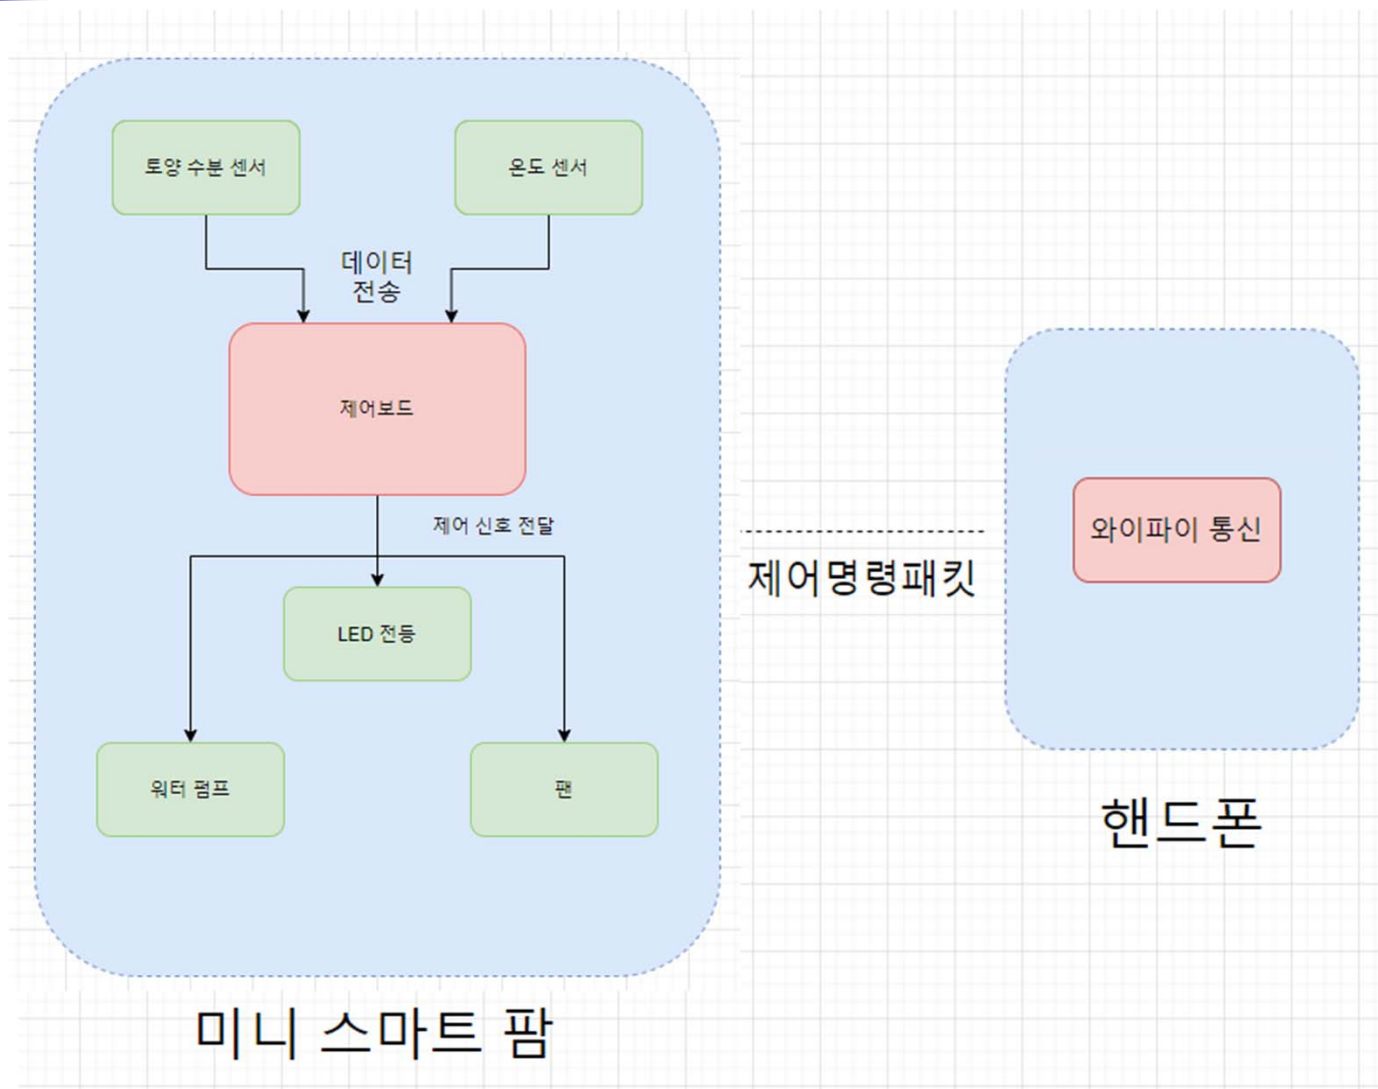 토양 수분 센서
온도 센서
데이터
전송
제어보드
제어 신호 전달
LED 전등
워터 펌프
팬
미니 스마트 팜
제어명령패킷
와이파이 통신
핸드폰